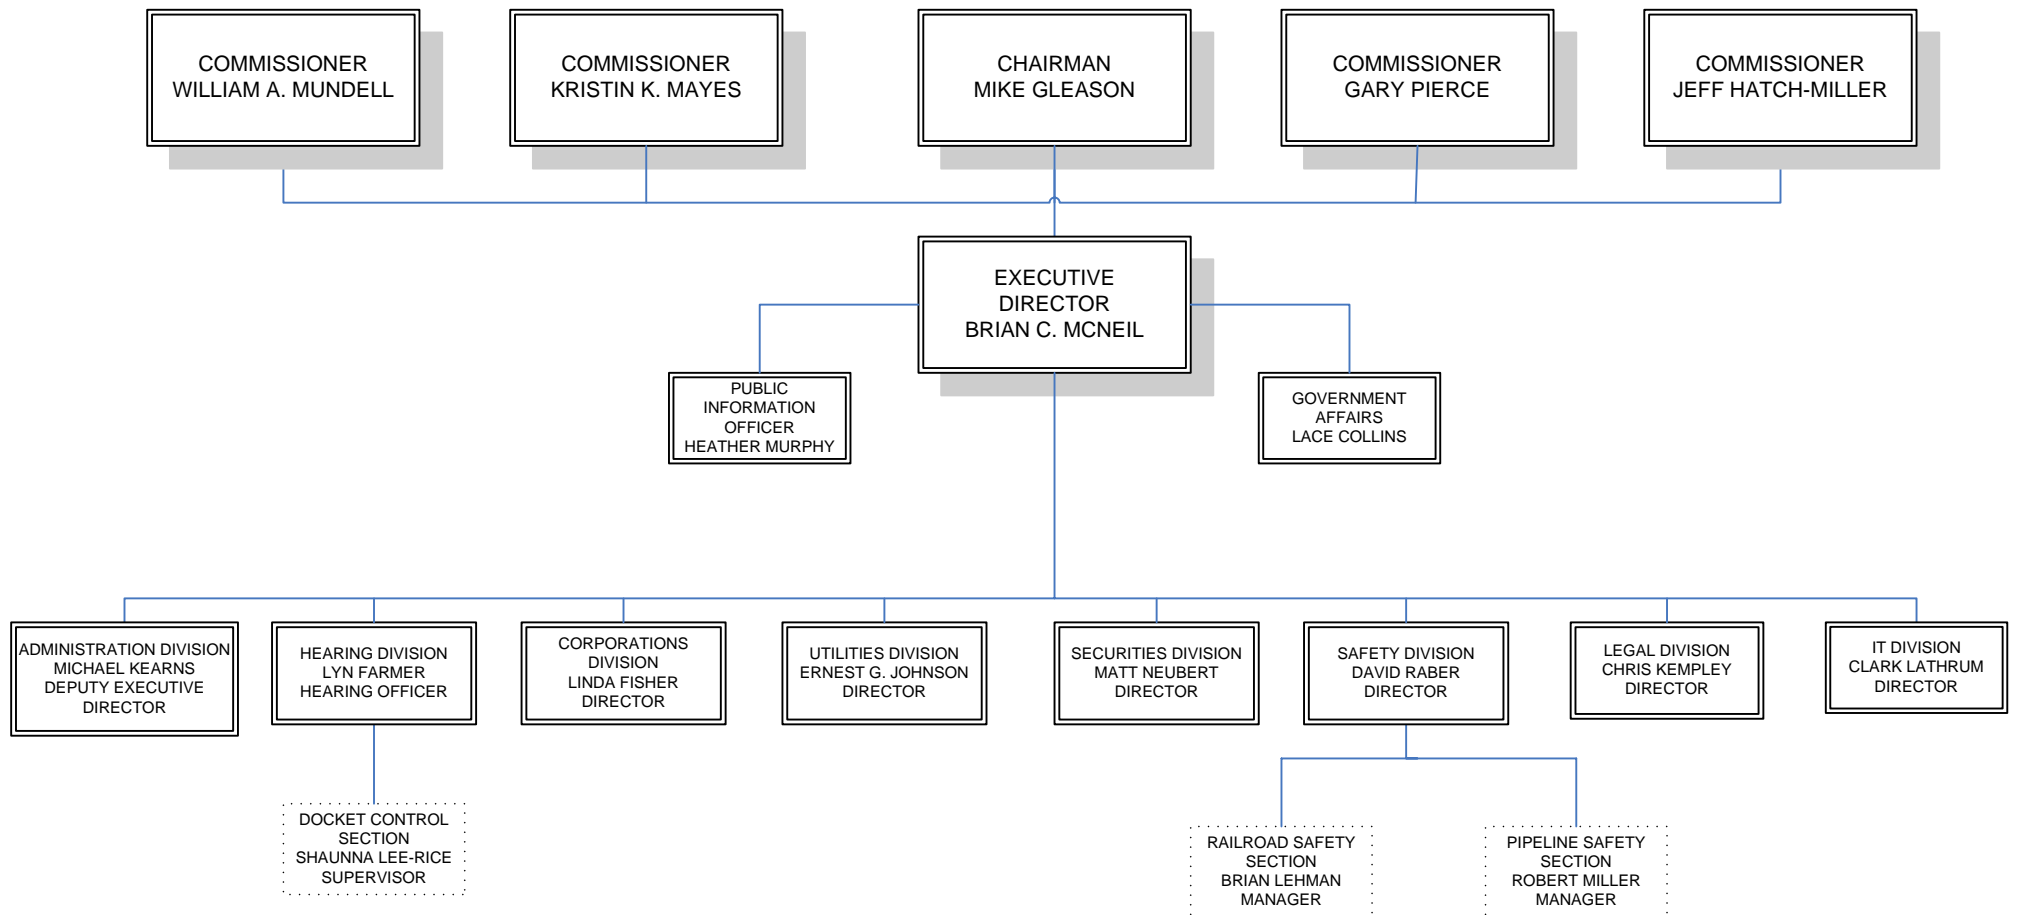 COMMISSIONER
WILLIAM A. MUNDELL
COMMISSIONER
KRISTIN K. MAYES
CHAIRMAN
MIKE GLEASON
COMMISSIONER
GARY PIERCE
COMMISSIONER
JEFF HATCH-MILLER
EXECUTIVE
DIRECTOR
BRIAN C. MCNEIL
PUBLIC
INFORMATION
OFFICER
HEATHER MURPHY
GOVERNMENT
AFFAIRS
LACE COLLINS
ADMINISTRATION DIVISION
MICHAEL KEARNS
DEPUTY EXECUTIVE
DIRECTOR
HEARING DIVISION
LYN FARMER
HEARING OFFICER
CORPORATIONS
DIVISION
LINDA FISHER
DIRECTOR
UTILITIES DIVISION
ERNEST G. JOHNSON
DIRECTOR
SECURITIES DIVISION
MATT NEUBERT
DIRECTOR
SAFETY DIVISION
DAVID RABER
DIRECTOR
LEGAL DIVISION
CHRIS KEMPLEY
DIRECTOR
IT DIVISION
CLARK LATHRUM
DIRECTOR
DOCKET CONTROL
SECTION
SHAUNNA LEE-RICE
SUPERVISOR
RAILROAD SAFETY
SECTION
BRIAN LEHMAN
MANAGER
PIPELINE SAFETY
SECTION
ROBERT MILLER
MANAGER